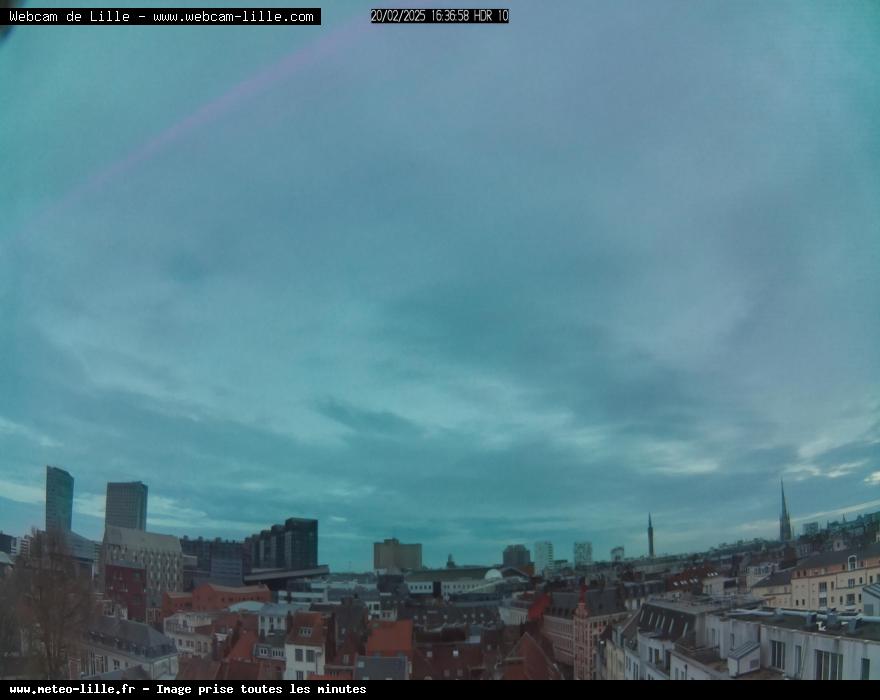 Webcam de Lille - www.webcam-lille.com
20/02/2025 16:36:58 HDR 10
www.meteo-lille.fr - Image prise toutes les minutes